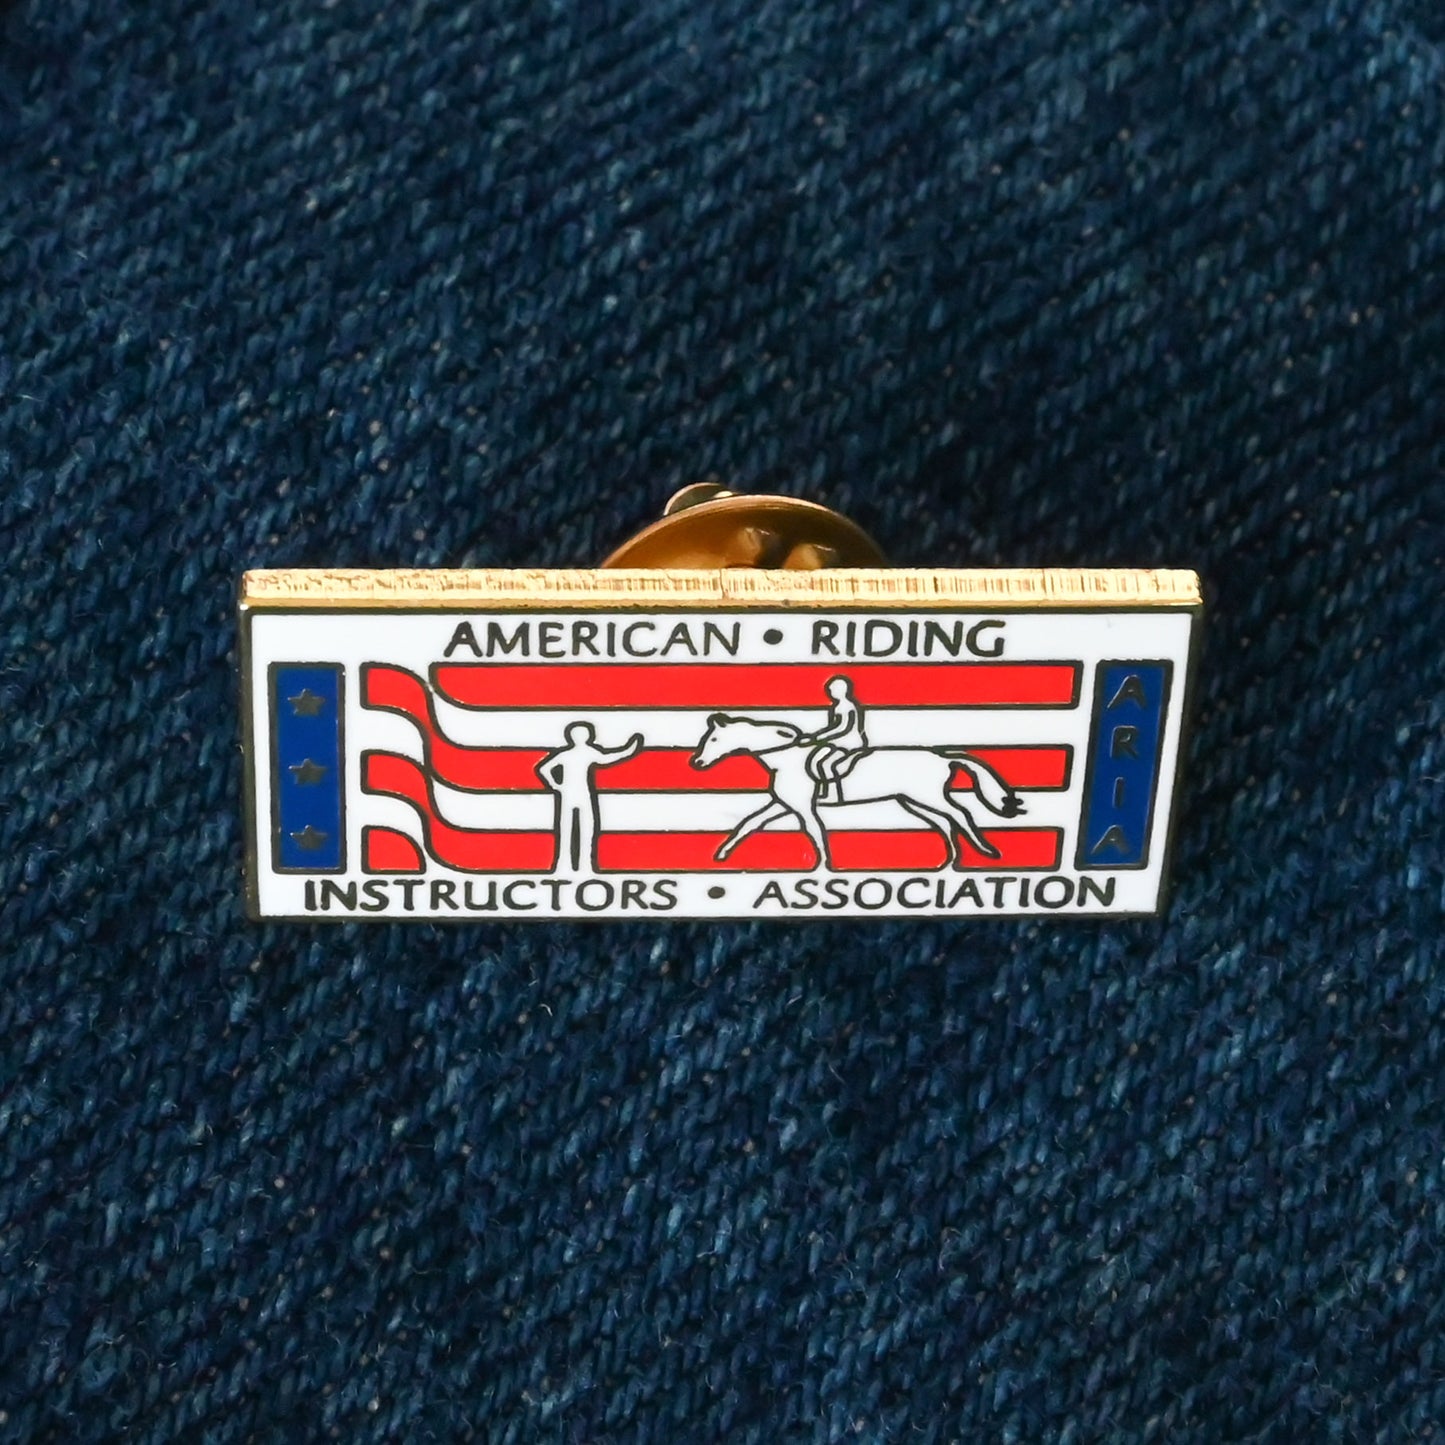 AMERICAN • RIDING
ARIA
INSTRUCTORS • ASSOCIATION